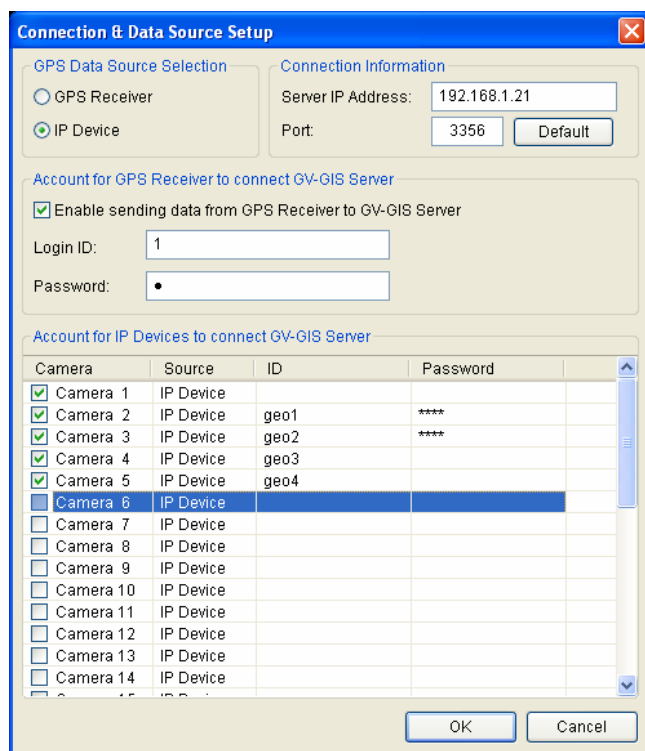 Connection & Data Source Setup
GPS Data Source Selection
GPS Receiver
IP Device
Connection Information
Server IP Address: 192.168.1.21
Port: 3356 Default
Account for GPS Receiver to connect GV-GIS Server
Enable sending data from GPS Receiver to GV-GIS Server
Login ID: 1
Password: •
Account for IP Devices to connect GV-GIS Server
Camera Source ID Password
Camera 1 IP Device
Camera 2 IP Device geo1 ****
Camera 3 IP Device geo2 ****
Camera 4 IP Device geo3
Camera 5 IP Device geo4
Camera 6 IP Device
Camera 7 IP Device
Camera 8 IP Device
Camera 9 IP Device
Camera 10 IP Device
Camera 11 IP Device
Camera 12 IP Device
Camera 13 IP Device
Camera 14 IP Device
OK Cancel